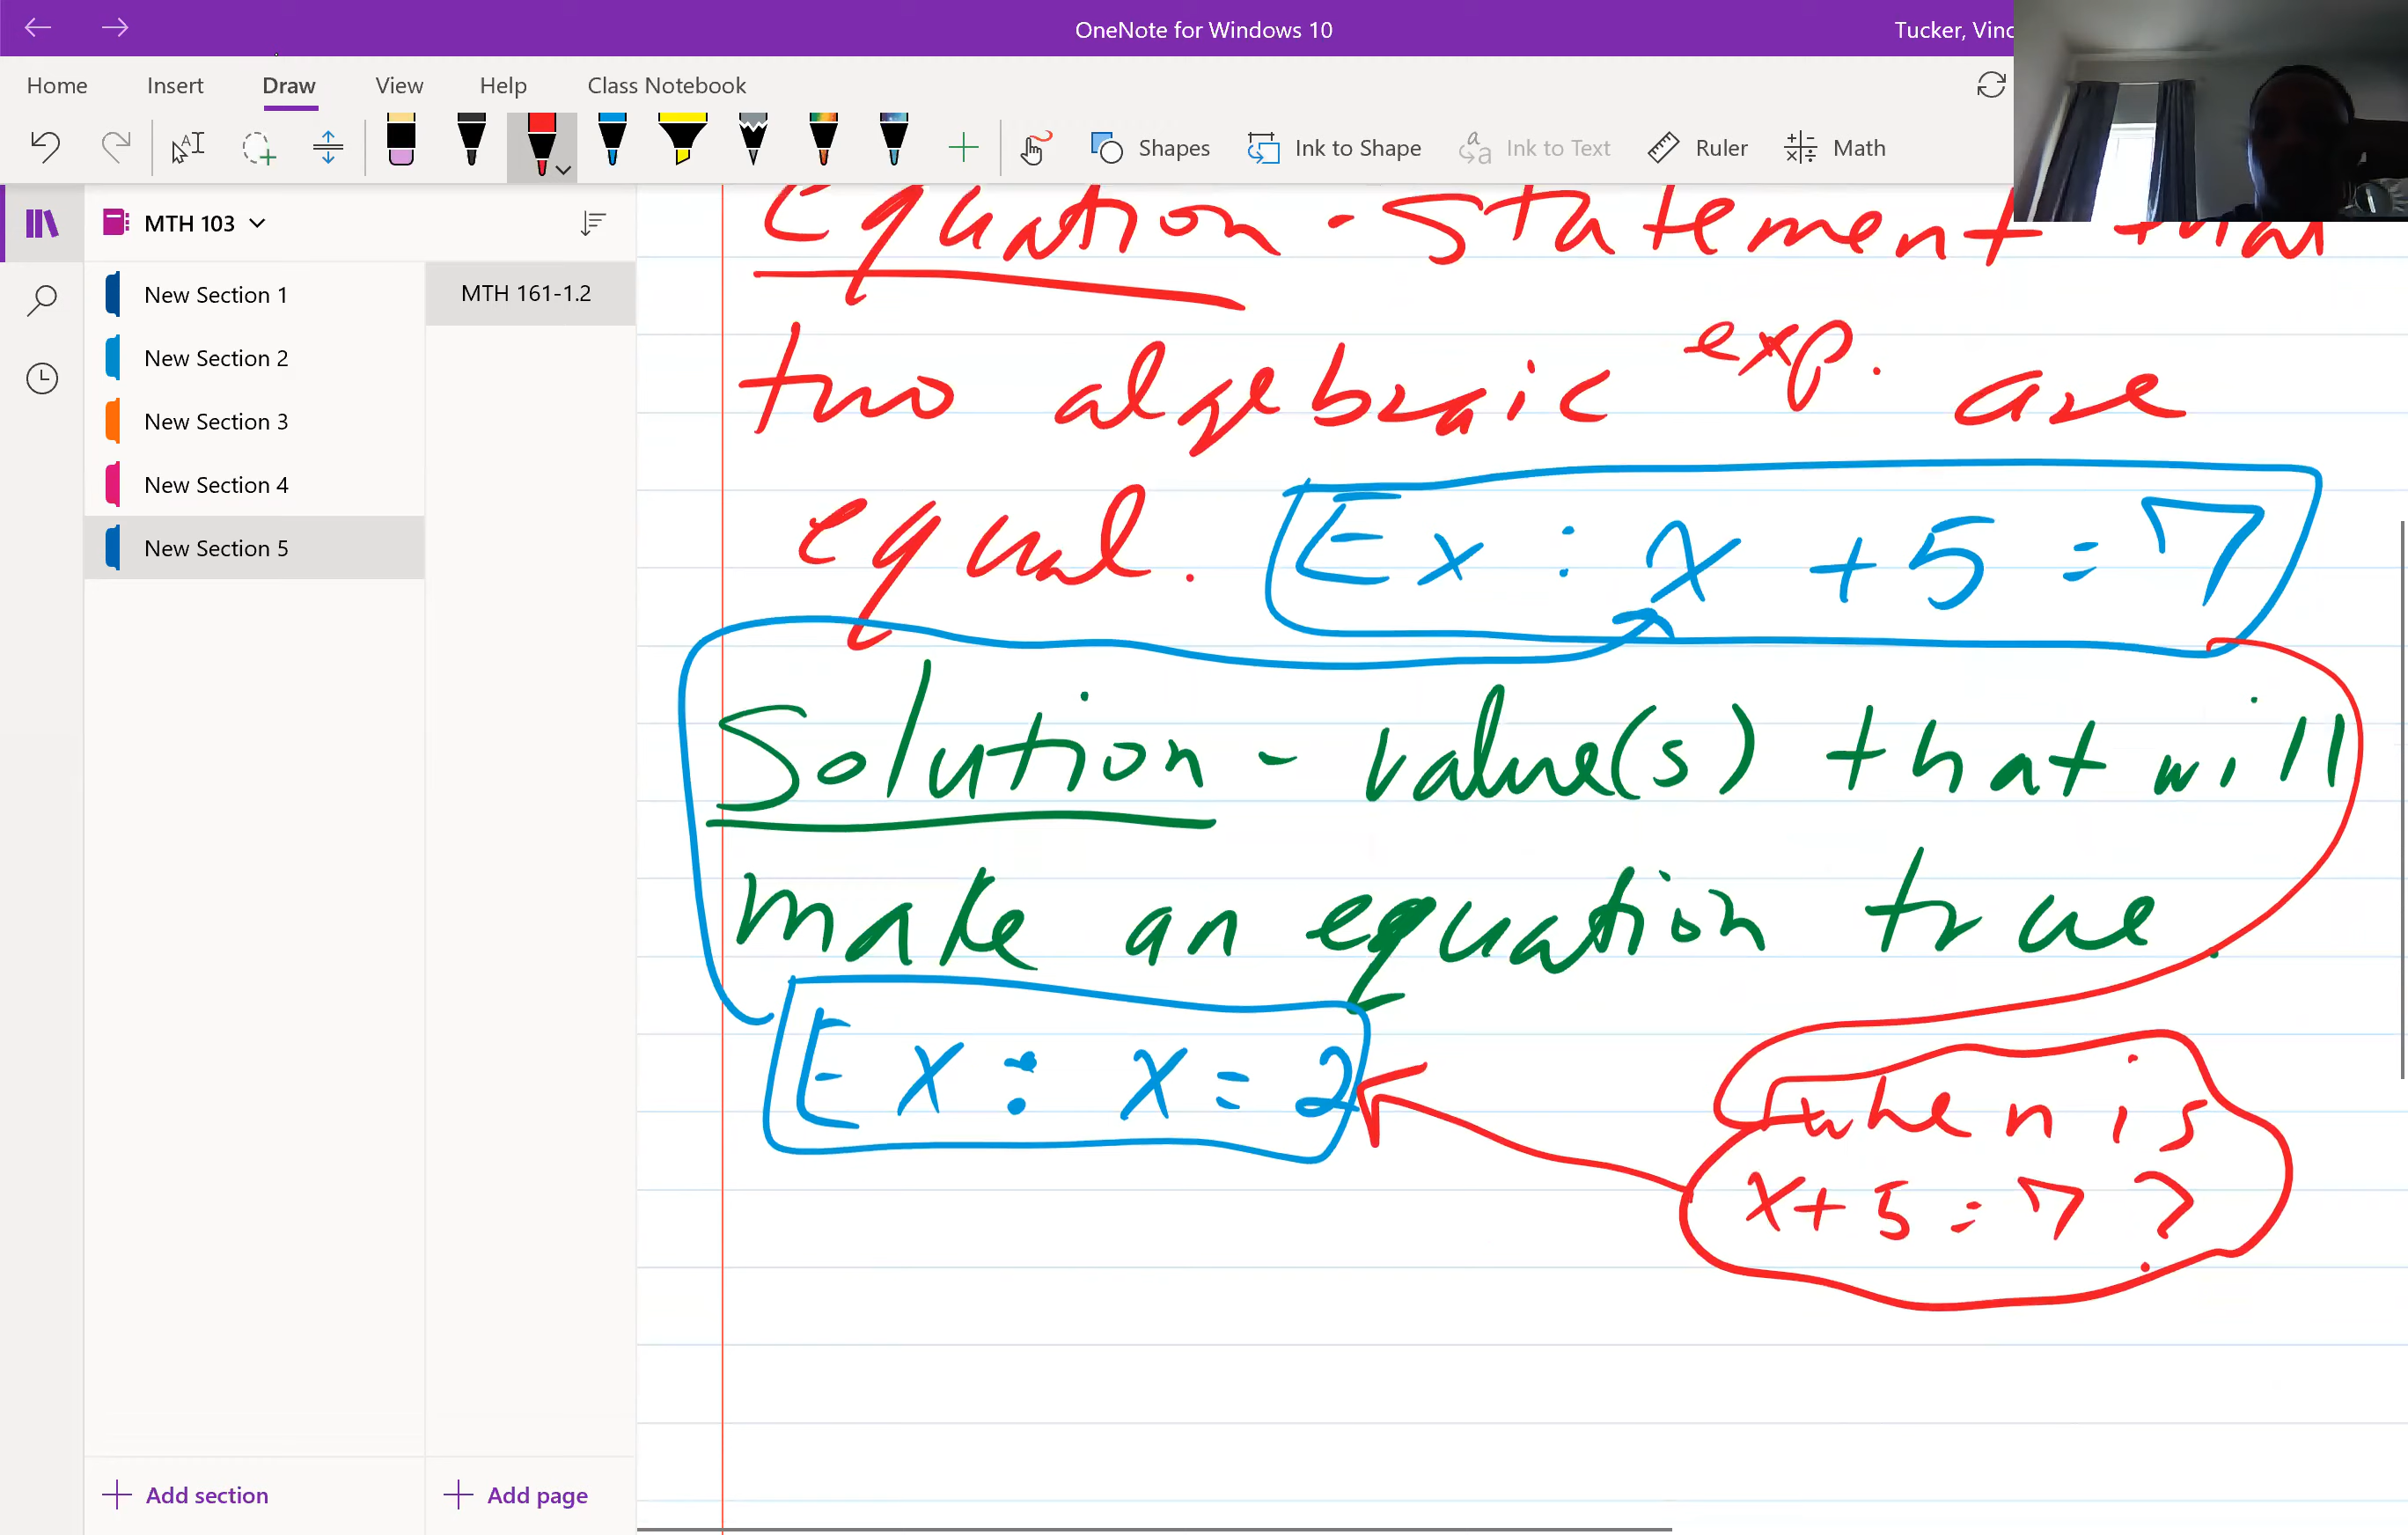 OneNote for Windows 10
Tucker, Vinc
Home Insert Draw View Help Class Notebook
Shapes Ink to Shape Ink to Text Ruler Math
MTH 103
New Section 1
New Section 2
New Section 3
New Section 4
New Section 5
MTH 161-1.2
Equation - Statement that
two algebraic exp. are
equal. Ex : x + 5 = 7
Solution - value(s) that will
make an equation true.
Ex : x = 2
when is
x + 5 = 7 ?
Add section
Add page